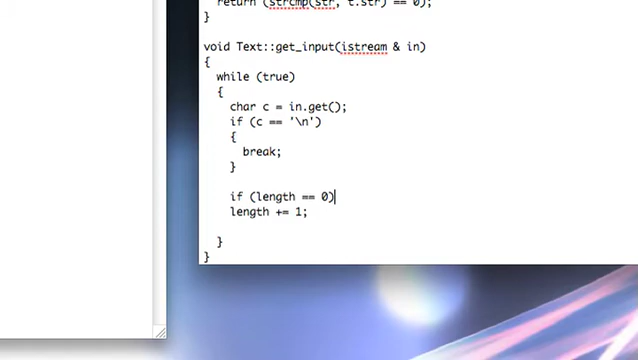 return (strcmp(str, t.str) == 0);
}
void Text::get_input(istream & in)
{
while (true)
{
char c = in.get();
if (c == '\n')
{
break;
}
if (length == 0)
length += 1;
}
}